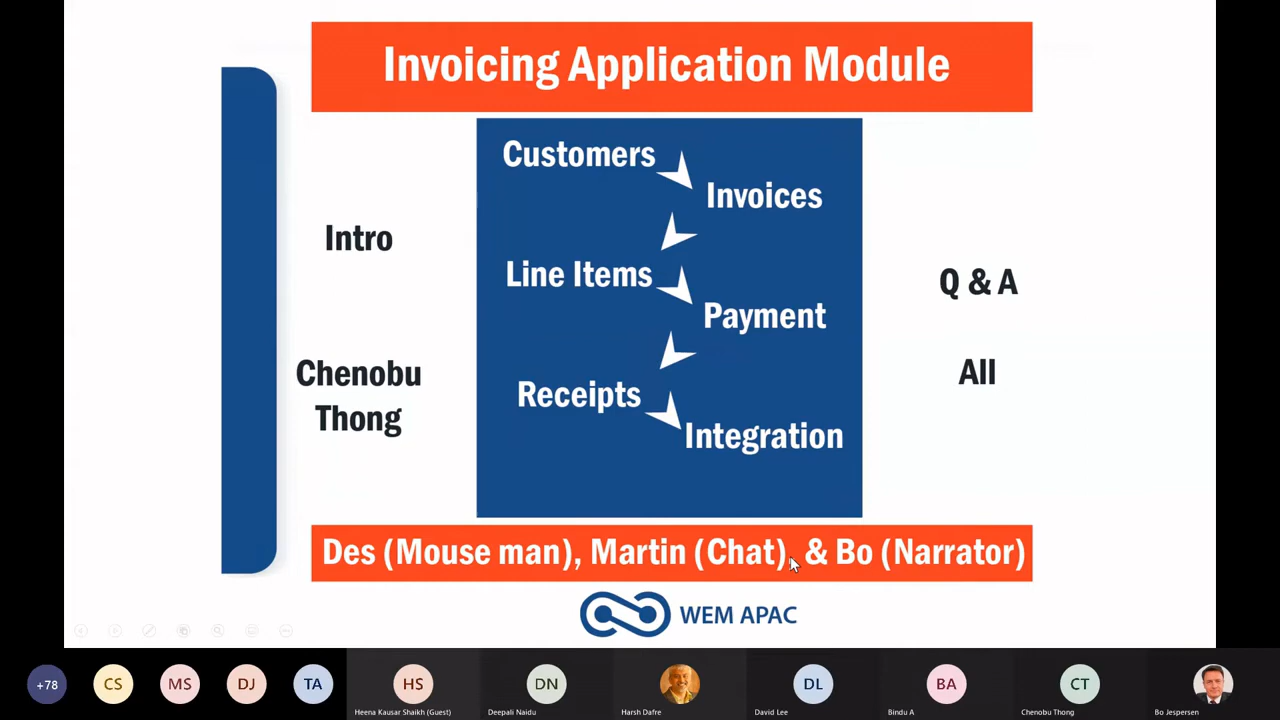 Invoicing Application Module
Customers
Invoices
Line Items
Payment
Receipts
Integration
Intro
Chenobu
Thong
Q & A
All
Des (Mouse man), Martin (Chat), & Bo (Narrator)
WEM APAC
+78
CS
MS
DJ
TA
HS
DN
DL
BA
CT
Heena Kausar Shaikh (Guest)
Deepali Naidu
Harsh Dafre
David Lee
Bindu A
Chenobu Thong
Bo Jespersen